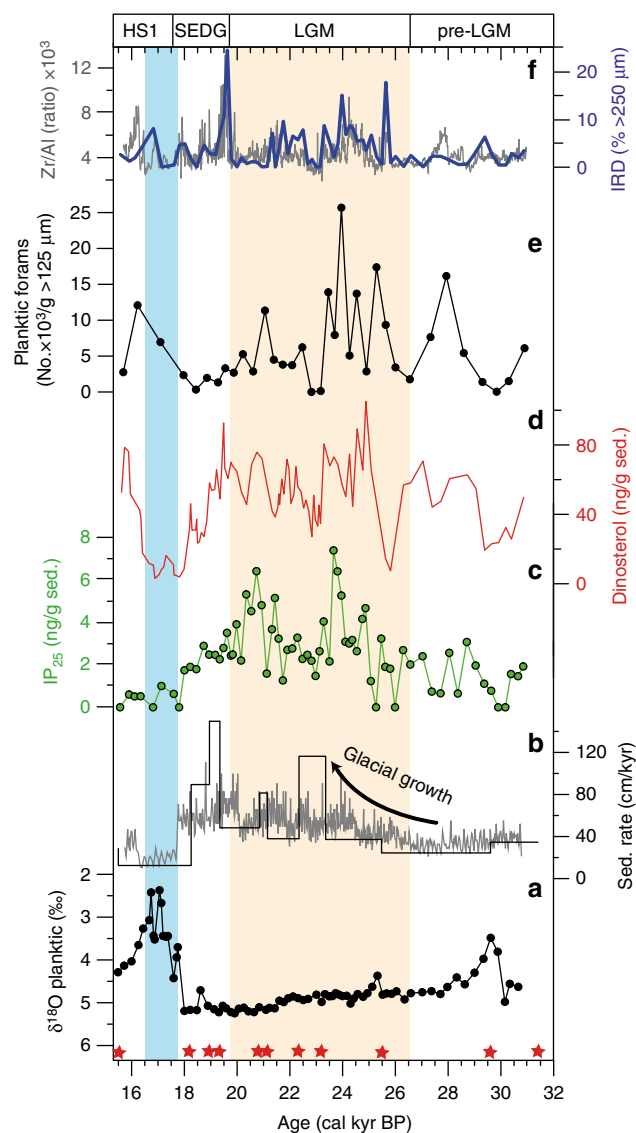 HS1 SEDG LGM pre-LGM
f
Zr/Al (ratio) ×10³
12
8
4
20
10
0
IRD (% >250 µm)
e
Planktic forams
(No.×10³/g >125 µm)
25
20
15
10
5
0
d
80
40
0
Dinosterol (ng/g sed.)
c
IP₂₅ (ng/g sed.)
8
6
4
2
0
b
Glacial growth
120
80
40
0
Sed. rate (cm/kyr)
a
δ¹⁸O planktic (‰)
2
3
4
5
6
16 18 20 22 24 26 28 30 32
Age (cal kyr BP)